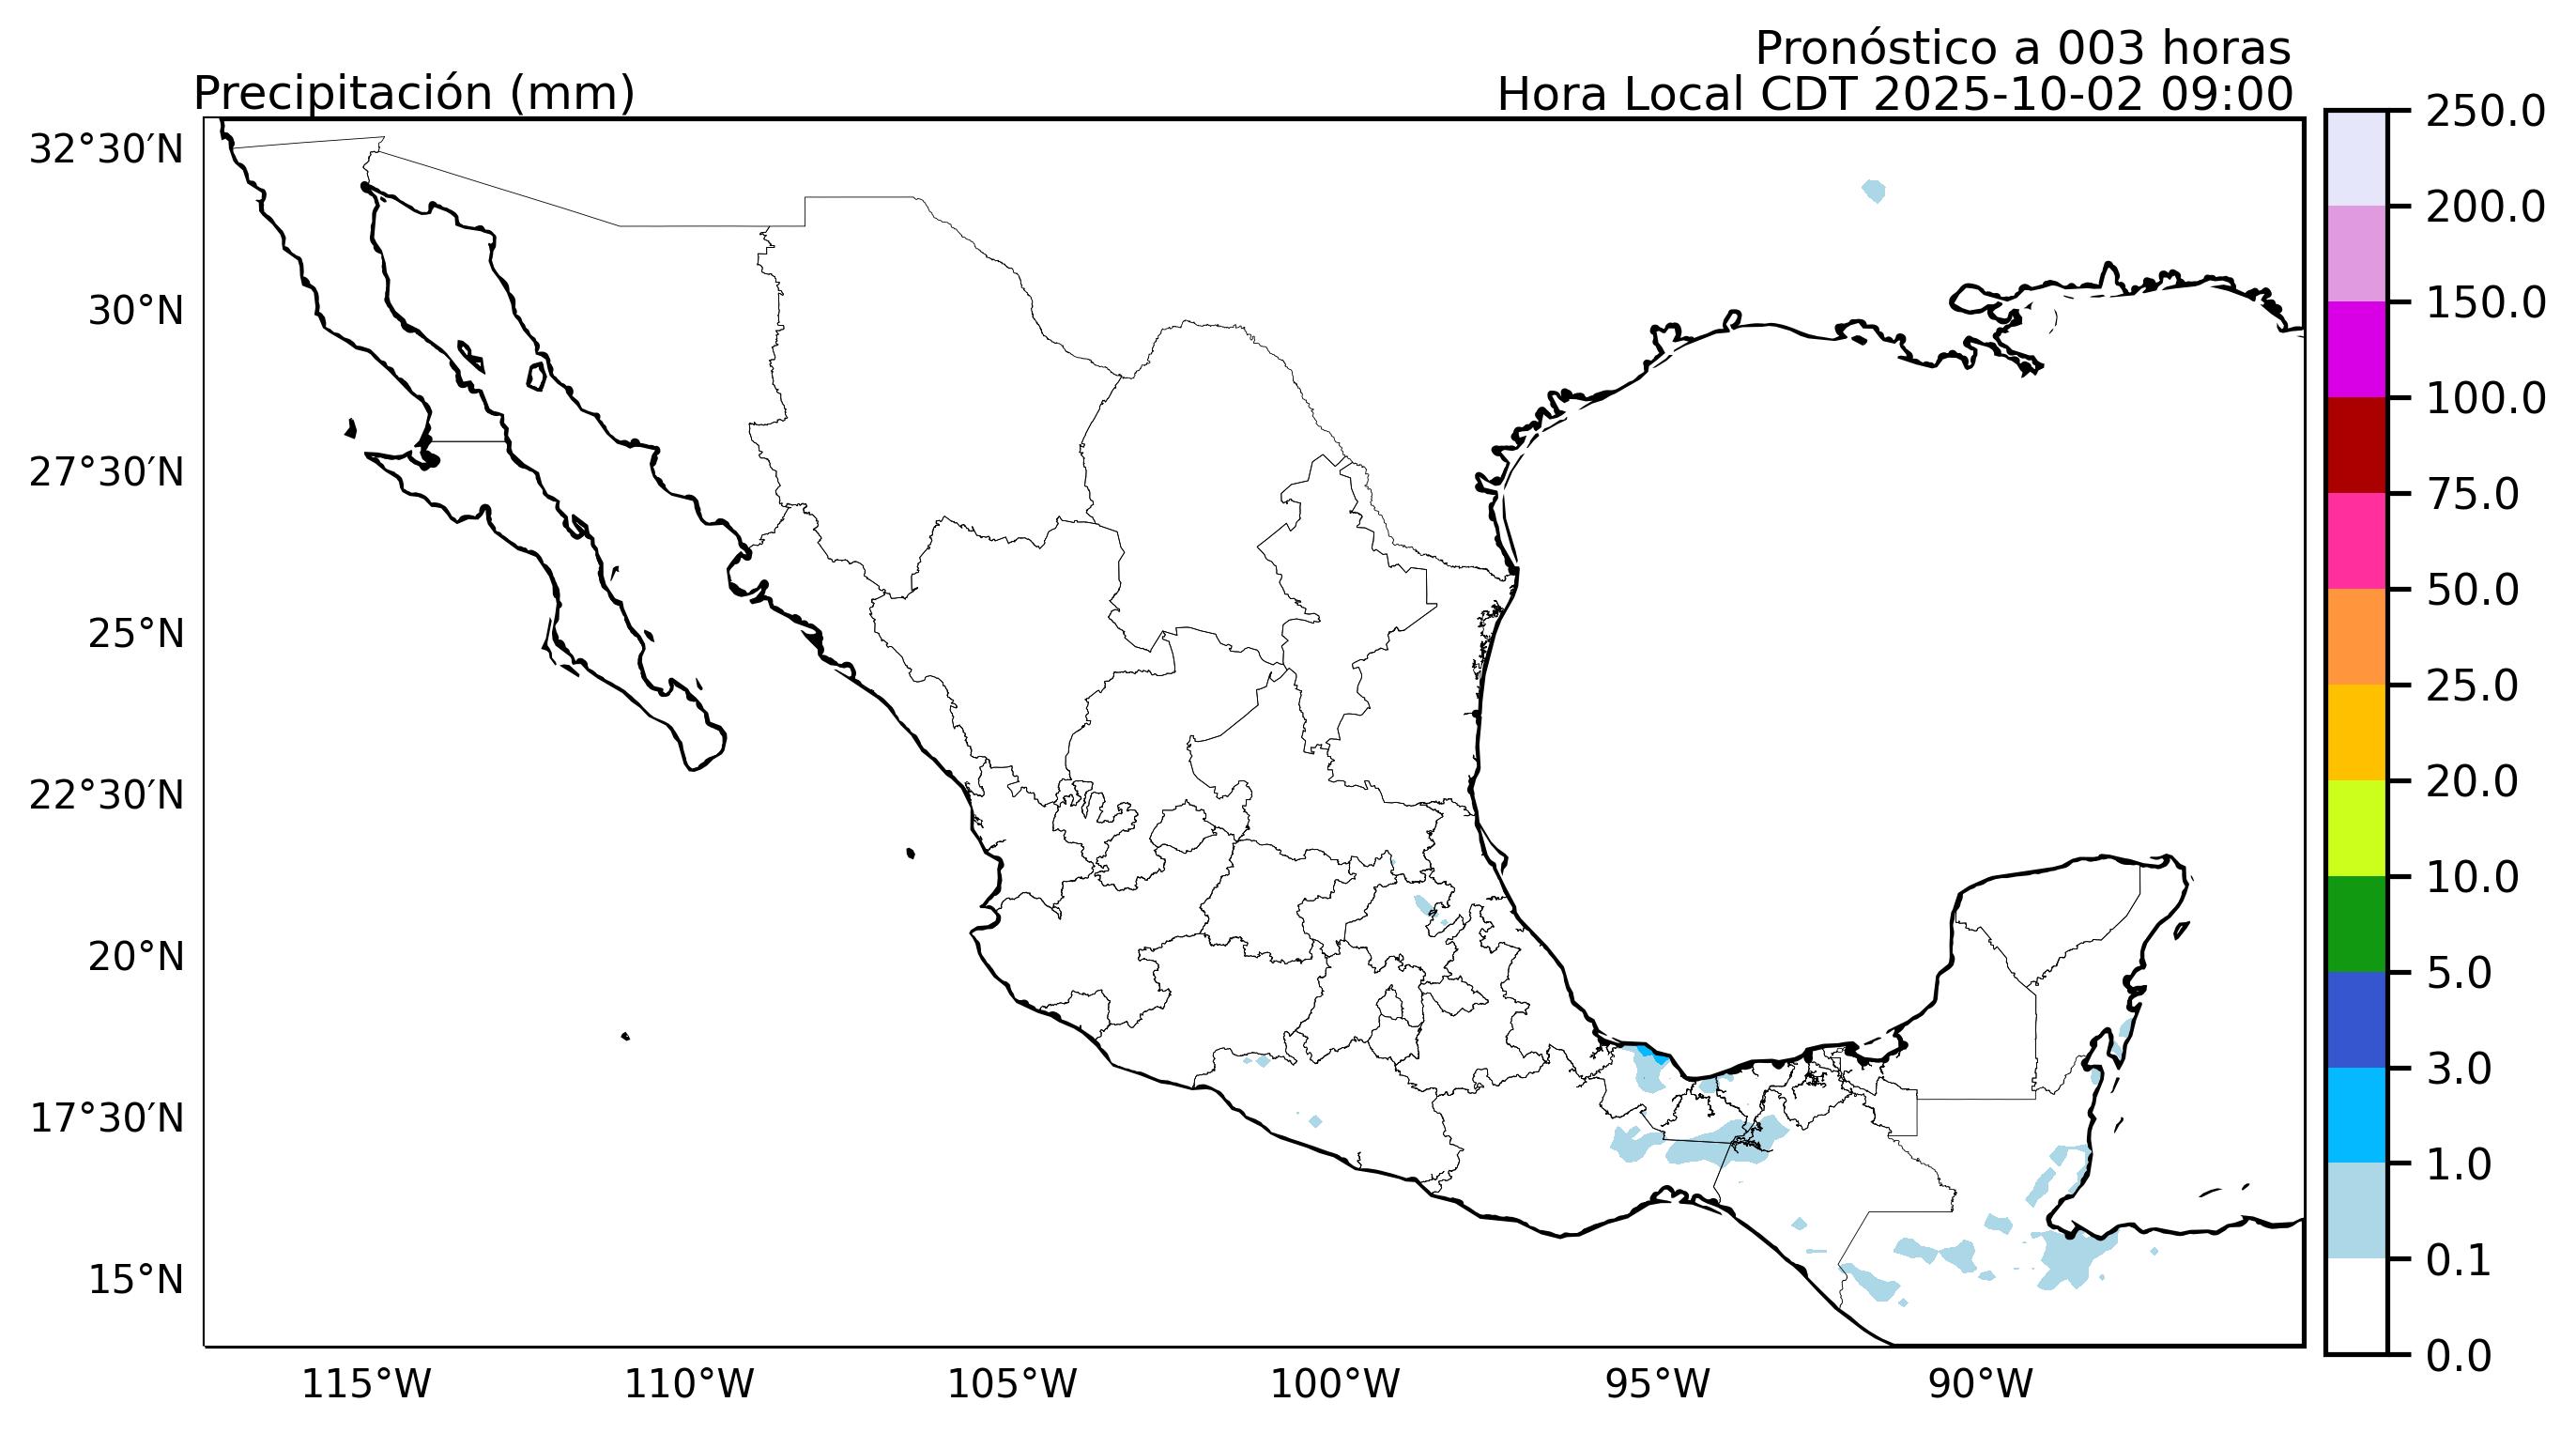 Pronóstico a 003 horas
Precipitación (mm)
Hora Local CDT 2025-10-02 09:00
32°30′N
30°N
27°30′N
25°N
22°30′N
20°N
17°30′N
15°N
115°W
110°W
105°W
100°W
95°W
90°W
250.0
200.0
150.0
100.0
75.0
50.0
25.0
20.0
10.0
5.0
3.0
1.0
0.1
0.0